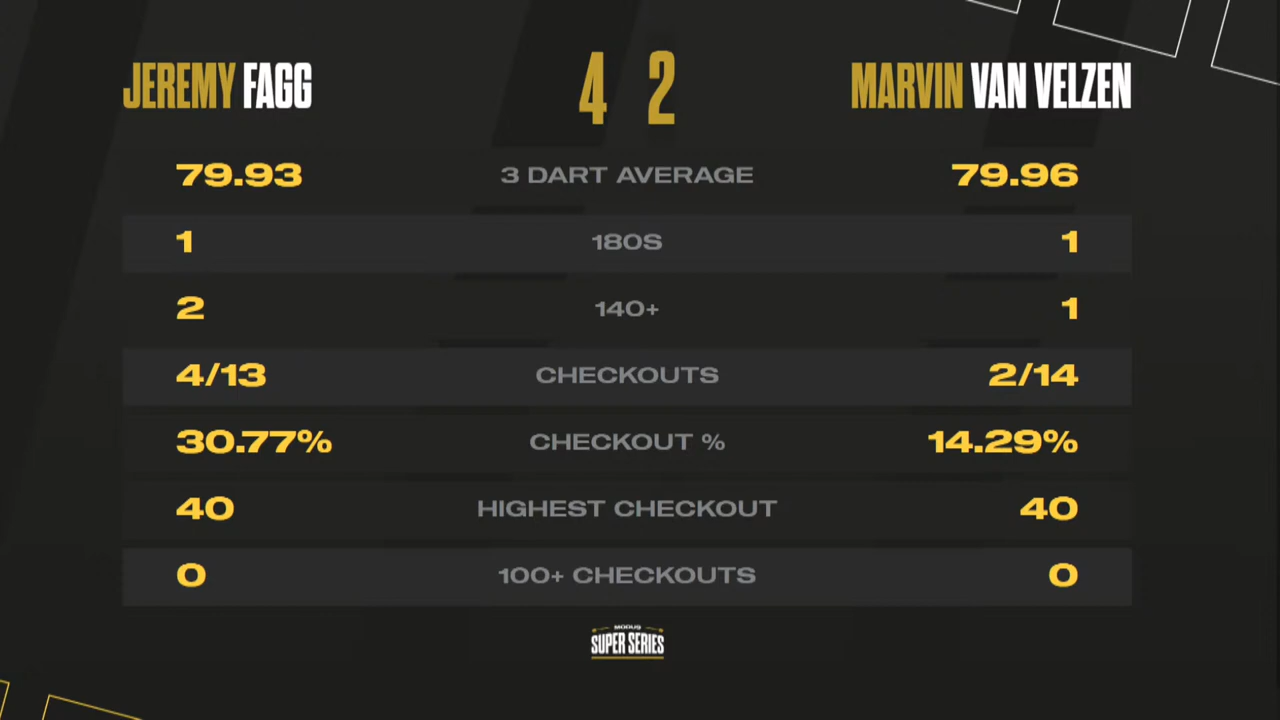 JEREMY FAGG 4 2 MARVIN VAN VELZEN
79.93 3 DART AVERAGE 79.96
1 180S 1
2 140+ 1
4/13 CHECKOUTS 2/14
30.77% CHECKOUT % 14.29%
40 HIGHEST CHECKOUT 40
0 100+ CHECKOUTS 0
MODUS
SUPER SERIES